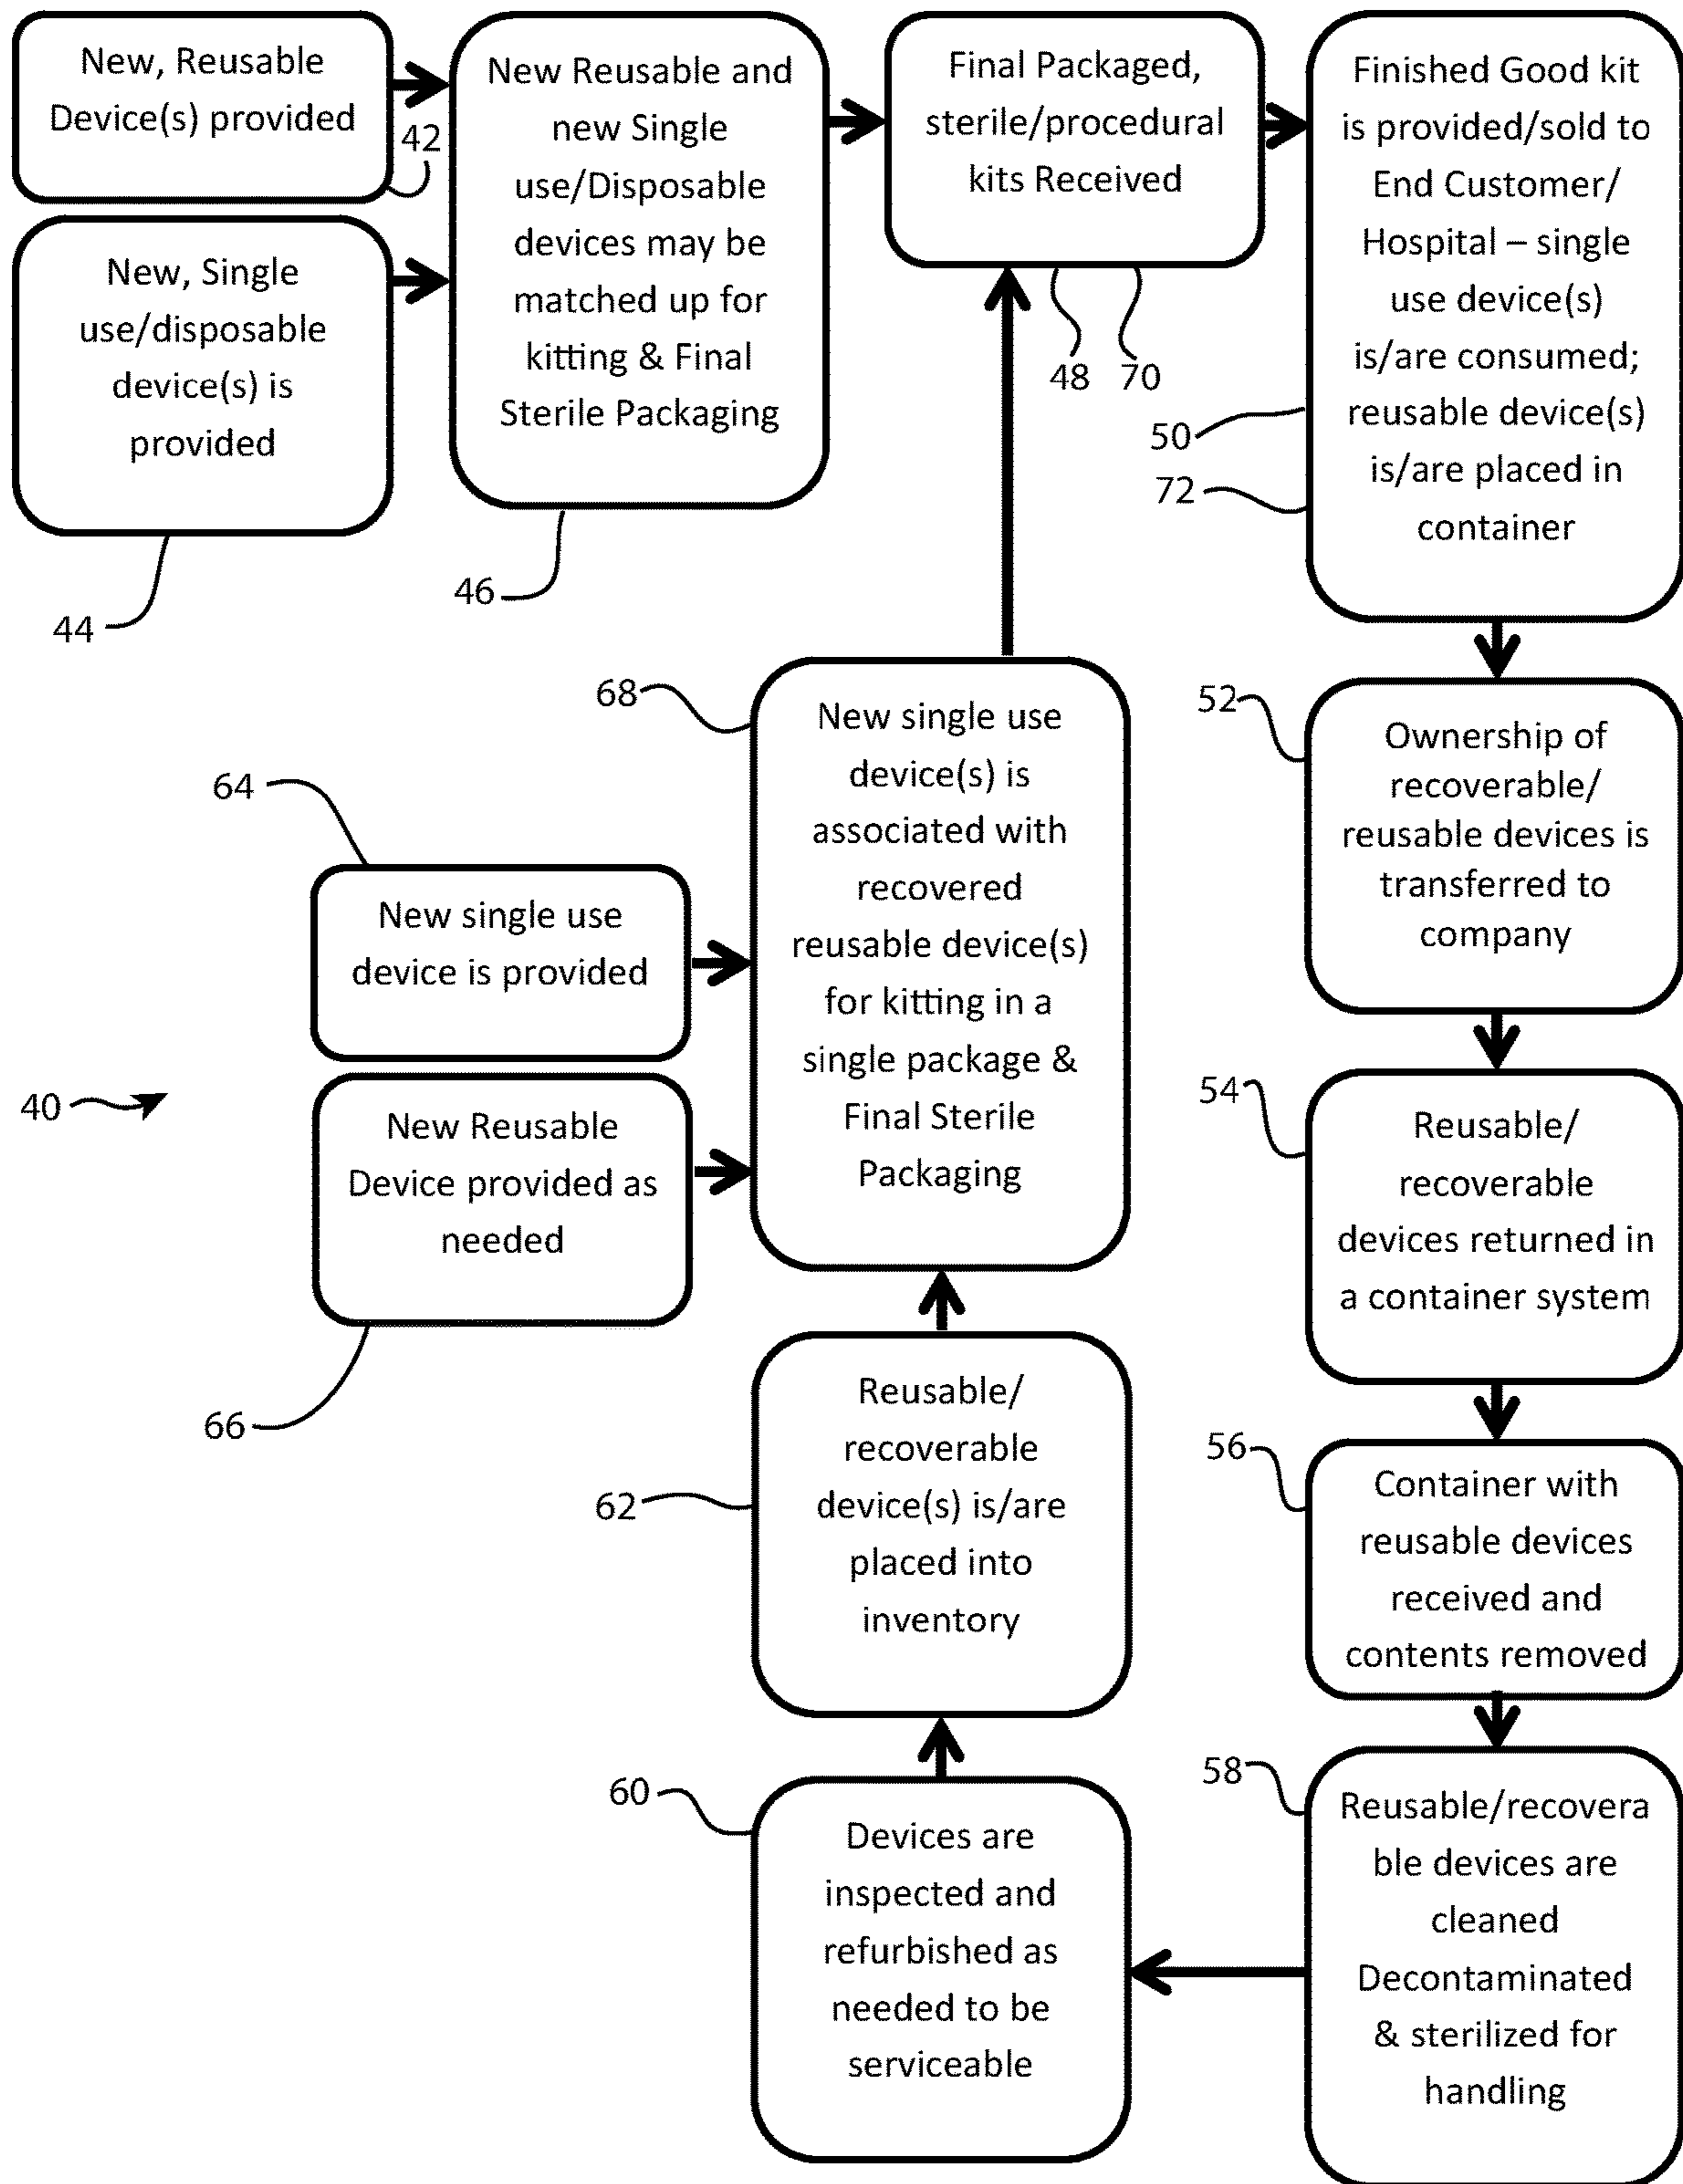 New, Reusable
Device(s) provided
42
New, Single
use/disposable
device(s) is
provided
44
New Reusable and
new Single
use/Disposable
devices may be
matched up for
kitting & Final
Sterile Packaging
46
Final Packaged,
sterile/procedural
kits Received
48
70
Finished Good kit
is provided/sold to
End Customer/
Hospital – single
use device(s)
is/are consumed;
reusable device(s)
is/are placed in
container
50
72
52
Ownership of
recoverable/
reusable devices is
transferred to
company
54
Reusable/
recoverable
devices returned in
a container system
56
Container with
reusable devices
received and
contents removed
58
Reusable/recovera
ble devices are
cleaned
Decontaminated
& sterilized for
handling
60
Devices are
inspected and
refurbished as
needed to be
serviceable
62
Reusable/
recoverable
device(s) is/are
placed into
inventory
64
New single use
device is provided
66
New Reusable
Device provided as
needed
68
New single use
device(s) is
associated with
recovered
reusable device(s)
for kitting in a
single package &
Final Sterile
Packaging
40